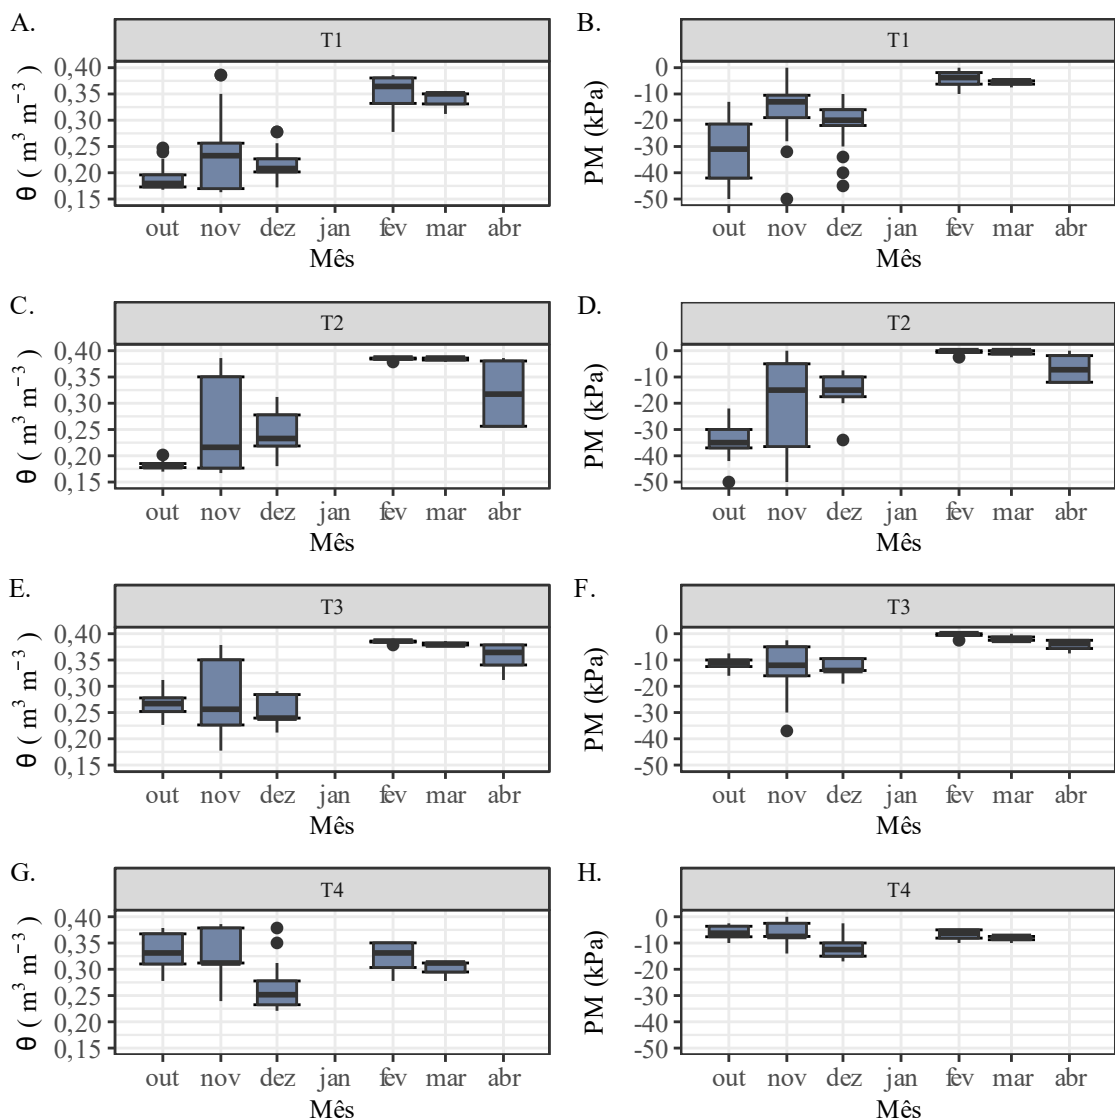 A.
T1
θ ( m³ m⁻³ )
0,40
0,35
0,30
0,25
0,20
0,15
out nov dez jan fev mar abr
Mês
B.
T1
PM (kPa)
0
-10
-20
-30
-40
-50
out nov dez jan fev mar abr
Mês
C.
T2
θ ( m³ m⁻³ )
0,40
0,35
0,30
0,25
0,20
0,15
out nov dez jan fev mar abr
Mês
D.
T2
PM (kPa)
0
-10
-20
-30
-40
-50
out nov dez jan fev mar abr
Mês
E.
T3
θ ( m³ m⁻³ )
0,40
0,35
0,30
0,25
0,20
0,15
out nov dez jan fev mar abr
Mês
F.
T3
PM (kPa)
0
-10
-20
-30
-40
-50
out nov dez jan fev mar abr
Mês
G.
T4
θ ( m³ m⁻³ )
0,40
0,35
0,30
0,25
0,20
0,15
out nov dez jan fev mar abr
Mês
H.
T4
PM (kPa)
0
-10
-20
-30
-40
-50
out nov dez jan fev mar abr
Mês